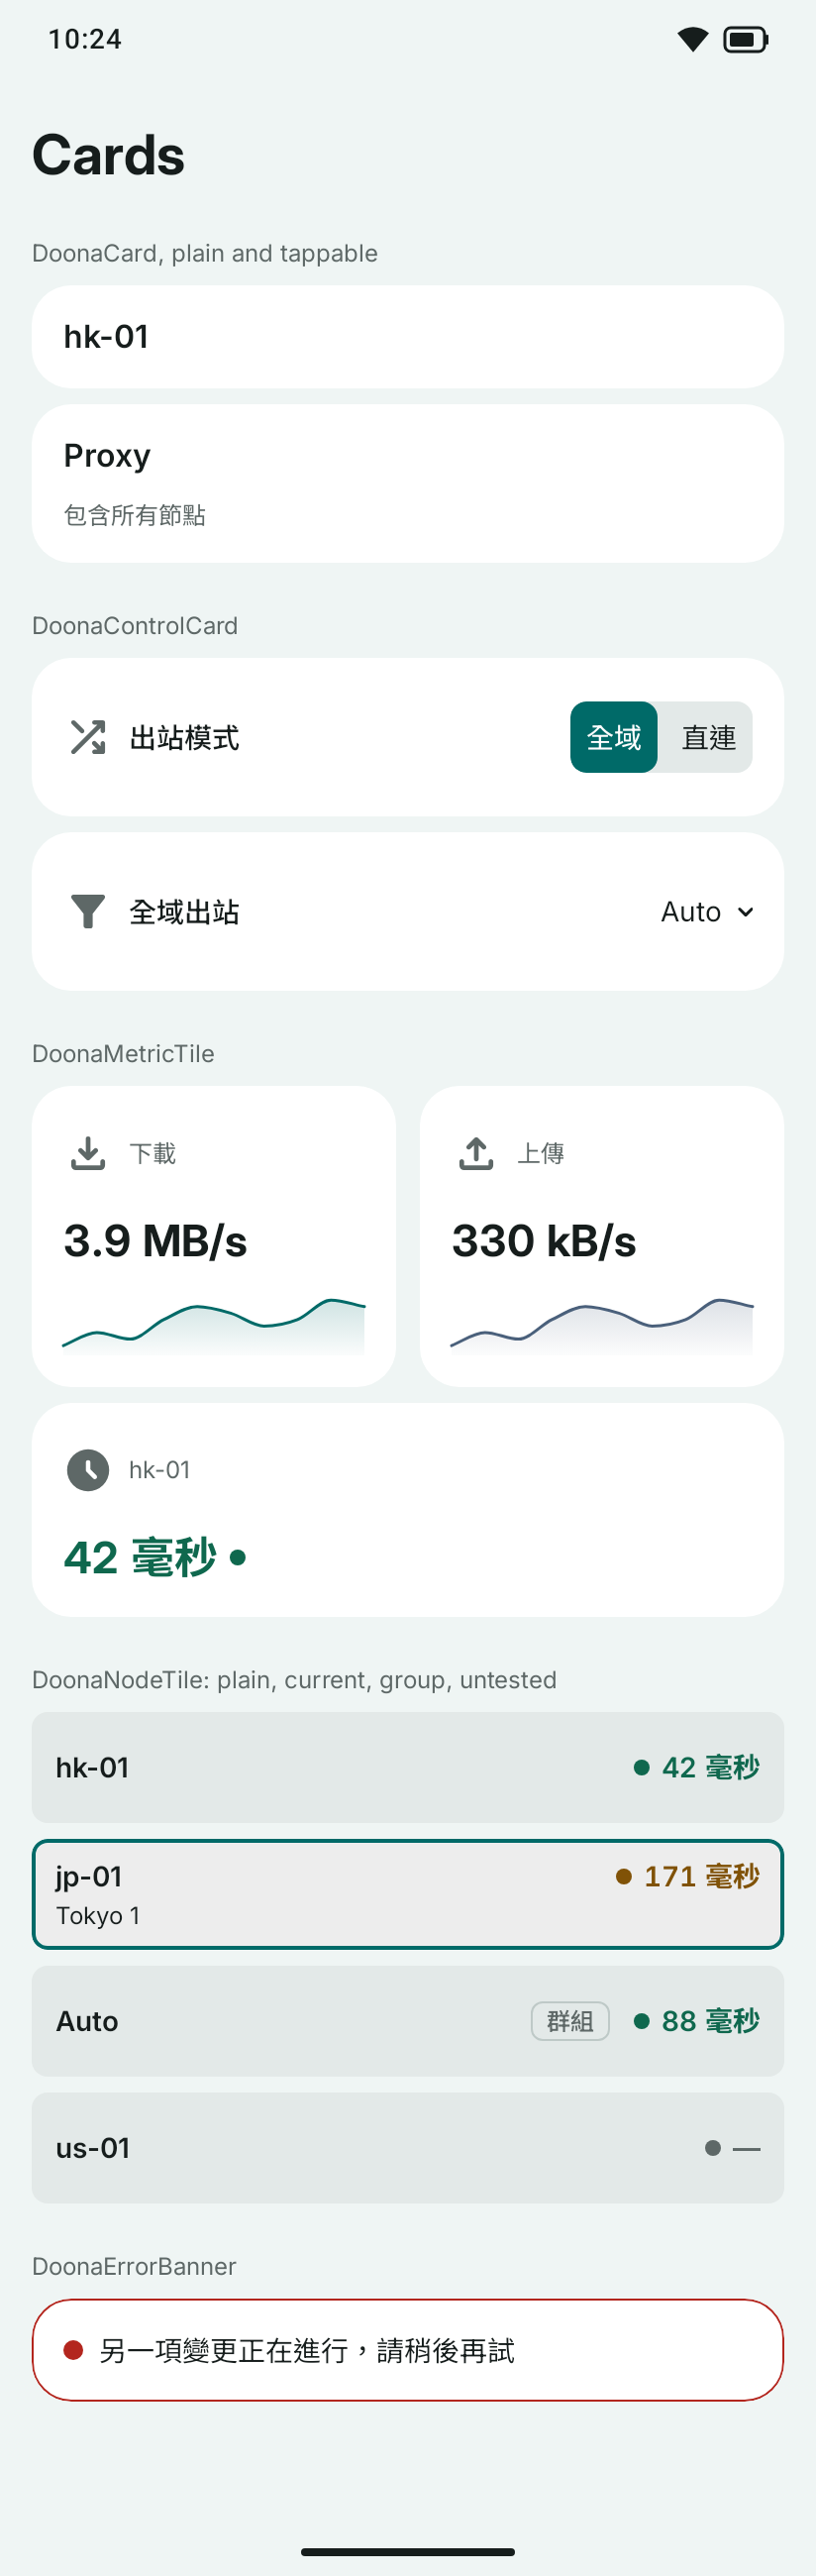 10:24
Cards
DoonaCard, plain and tappable
hk-01
Proxy
包含所有節點
DoonaControlCard
出站模式
全域 直連
全域出站
Auto
DoonaMetricTile
下載
3.9 MB/s
上傳
330 kB/s
hk-01
42 毫秒
DoonaNodeTile: plain, current, group, untested
hk-01
42 毫秒
jp-01
171 毫秒
Tokyo 1
Auto
群組
88 毫秒
us-01
—
DoonaErrorBanner
另一項變更正在進行，請稍後再試